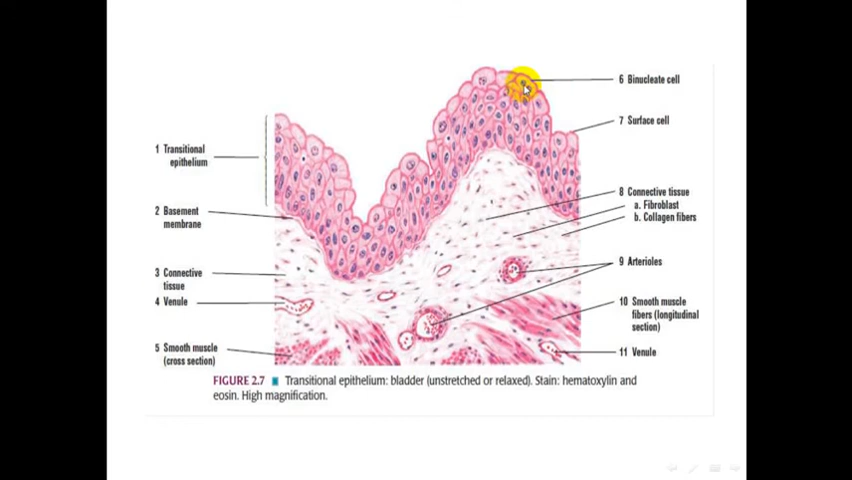 1 Transitional
epithelium
2 Basement
membrane
3 Connective
tissue
4 Venule
5 Smooth muscle
(cross section)
6 Binucleate cell
7 Surface cell
8 Connective tissue
a. Fibroblast
b. Collagen fibers
9 Arterioles
10 Smooth muscle
fibers (longitudinal
section)
11 Venule
FIGURE 2.7 ■ Transitional epithelium: bladder (unstretched or relaxed). Stain: hematoxylin and
eosin. High magnification.